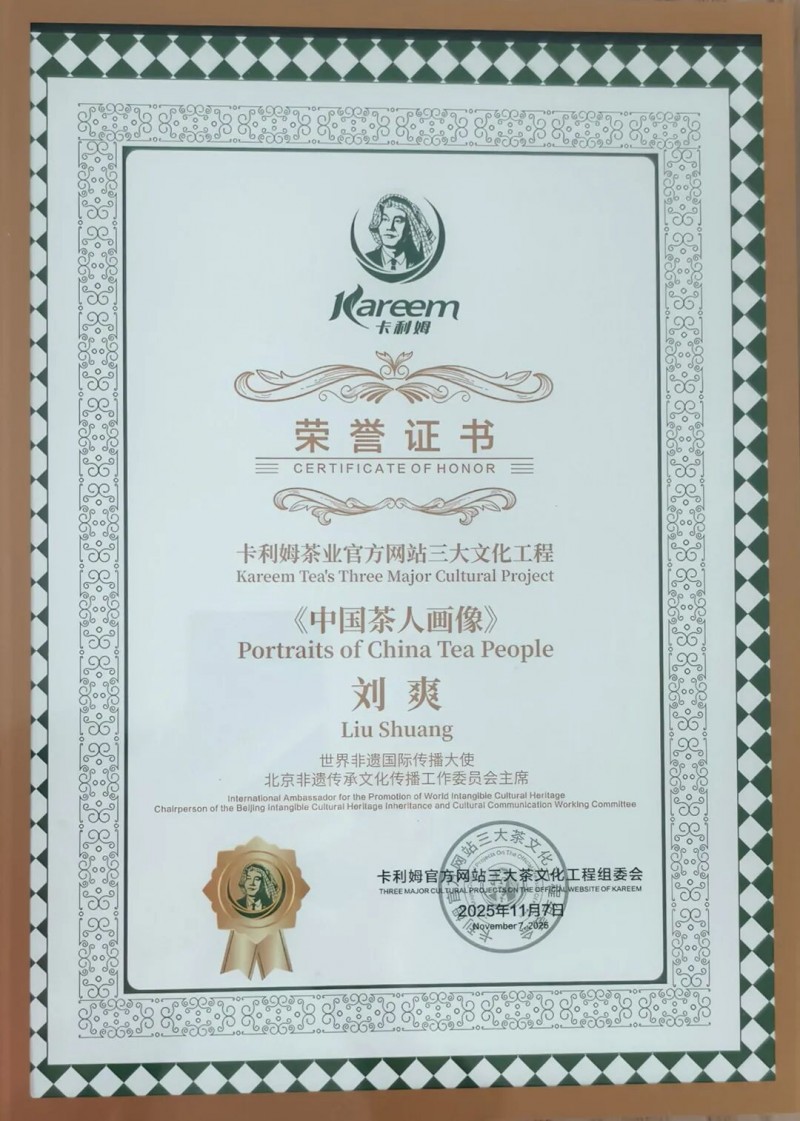 Kareem
卡利姆
荣誉证书
CERTIFICATE OF HONOR
卡利姆茶业官方网站三大文化工程
Kareem Tea's Three Major Cultural Project
《中国茶人画像》
Portraits of China Tea People
刘爽
Liu Shuang
世界非遗国际传播大使
北京非遗传承文化传播工作委员会主席
International Ambassador for the Promotion of World Intangible Cultural Heritage
Chairperson of the Beijing Intangible Cultural Heritage Inheritance and Cultural Communication Working Committee
卡利姆官方网站三大茶文化工程组委会
THREE MAJOR CULTURAL PROJECTS ON THE OFFICIAL WEBSITE OF KAREEM
2025年11月7日
November 7, 2025